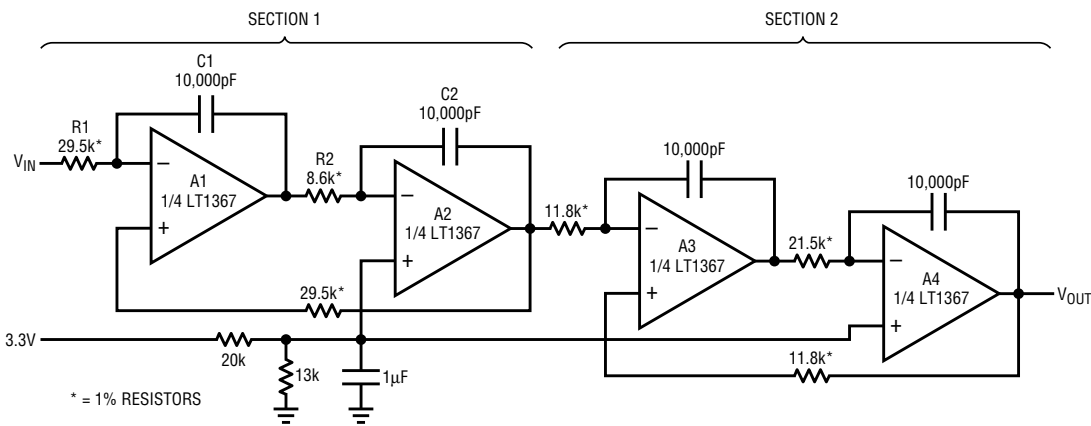 SECTION 1
SECTION 2
C1
10,000pF
C2
10,000pF
R1
29.5k*
VIN
A1
1/4 LT1367
R2
8.6k*
A2
1/4 LT1367
29.5k*
11.8k*
10,000pF
A3
1/4 LT1367
21.5k*
10,000pF
A4
1/4 LT1367
VOUT
11.8k*
3.3V
20k
13k
1µF
* = 1% RESISTORS